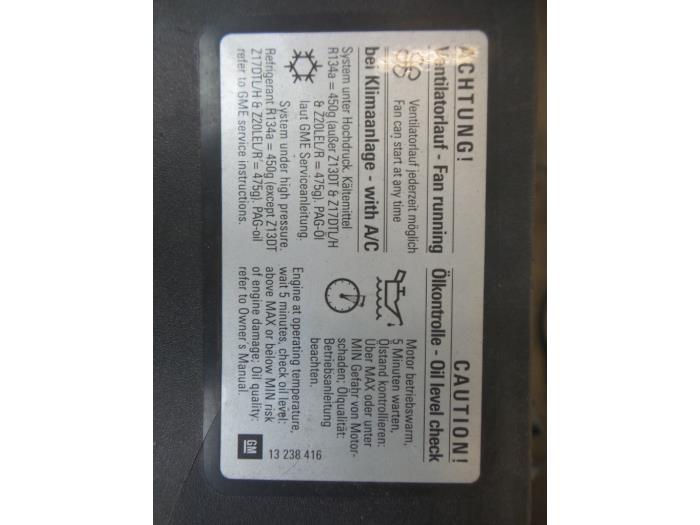 ACHTUNG!
CAUTION!
Ventilatorlauf - Fan running
Ventilatorlauf jederzeit möglich
Fan can start at any time
bei Klimaanlage - with A/C
System unter Hochdruck. Kältemittel
R134a = 450g (außer Z13DT & Z17DTL/H
& Z20LEL/R = 475g). PAG-Öl
laut GME Serviceanleitung.
System under high pressure.
Refrigerant R134a = 450g (except Z13DT
Z17DTL/H & Z20LEL/R = 475g). PAG-oil
refer to GME service instructions.
Ölkontrolle - Oil level check
Motor betriebswarm,
5 Minuten warten,
Ölstand kontrollieren:
Über MAX oder unter
MIN Gefahr von Motor-
schaden; Ölqualität:
Betriebsanleitung
beachten.
Engine at operating temperature,
wait 5 minutes, check oil level:
above MAX or below MIN risk
of engine damage; Oil quality:
refer to Owner's Manual.
GM
13 238 416